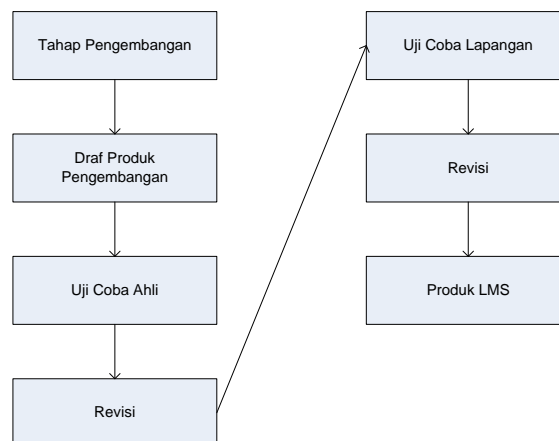 Tahap Pengembangan
Draf Produk
Pengembangan
Uji Coba Ahli
Revisi
Uji Coba Lapangan
Revisi
Produk LMS